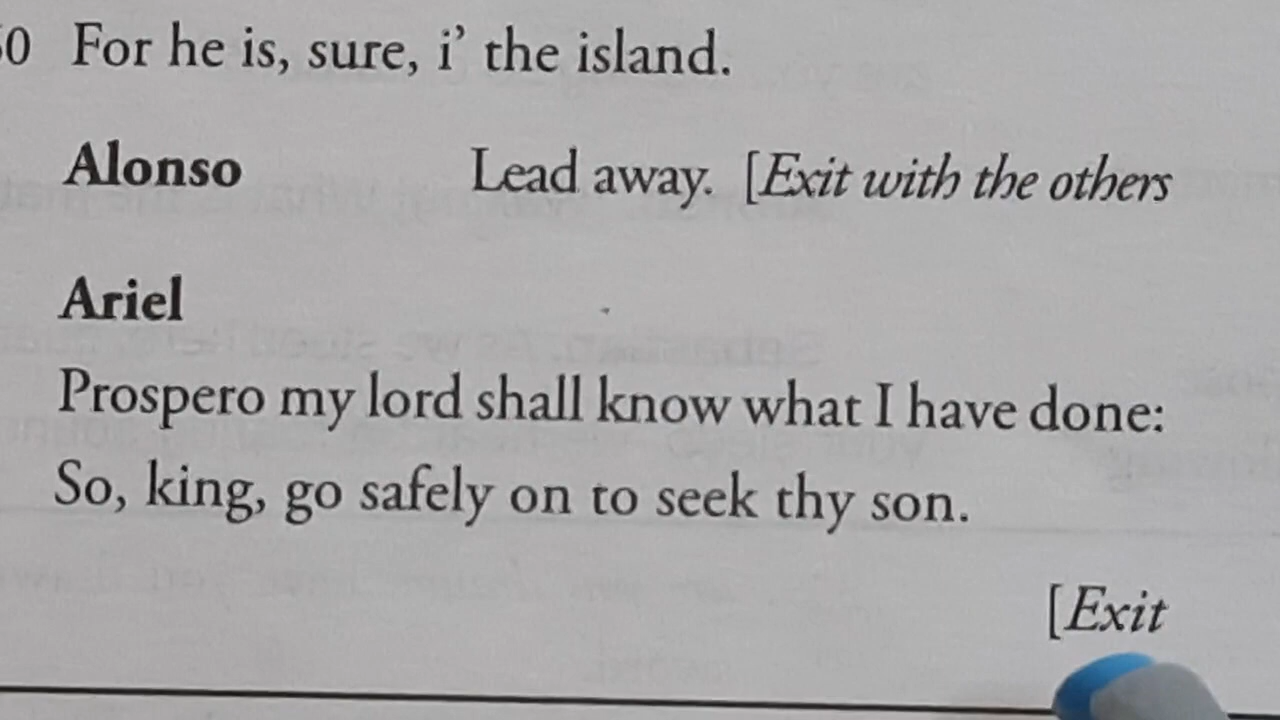 0 For he is, sure, i' the island.
Alonso Lead away. [Exit with the others
Ariel
Prospero my lord shall know what I have done:
So, king, go safely on to seek thy son.
[Exit